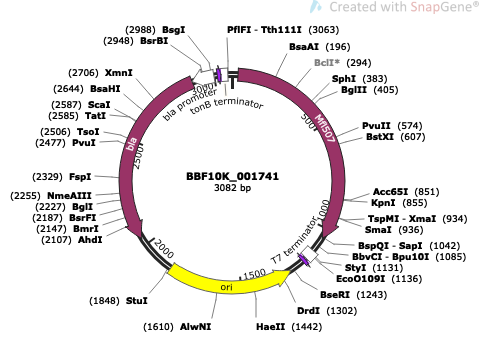 Created with SnapGene®
(2988) BsgI
(2948) BsrBI
PflFI - Tth111I (3063)
BsaAI (196)
BclI* (294)
SphI (383)
BglII (405)
PvuII (574)
BstXI (607)
Acc65I (851)
KpnI (855)
TspMI - XmaI (934)
SmaI (936)
BspQI - SapI (1042)
BbvCI - Bpu10I (1085)
StyI (1131)
EcoO109I (1136)
BseRI (1243)
DrdI (1302)
HaeII (1442)
(1610) AlwNI
(1848) StuI
(2107) AhdI
(2147) BmrI
(2187) BsrFI
(2227) BglI
(2255) NmeAIII
(2329) FspI
(2477) PvuI
(2506) TsoI
(2585) TatI
(2587) ScaI
(2644) BsaHI
(2706) XmnI
bla promoter
tonB terminator
Mfl507
T7 terminator
ori
bla
500
1000
1500
2000
2500
3000
BBF10K_001741
3082 bp